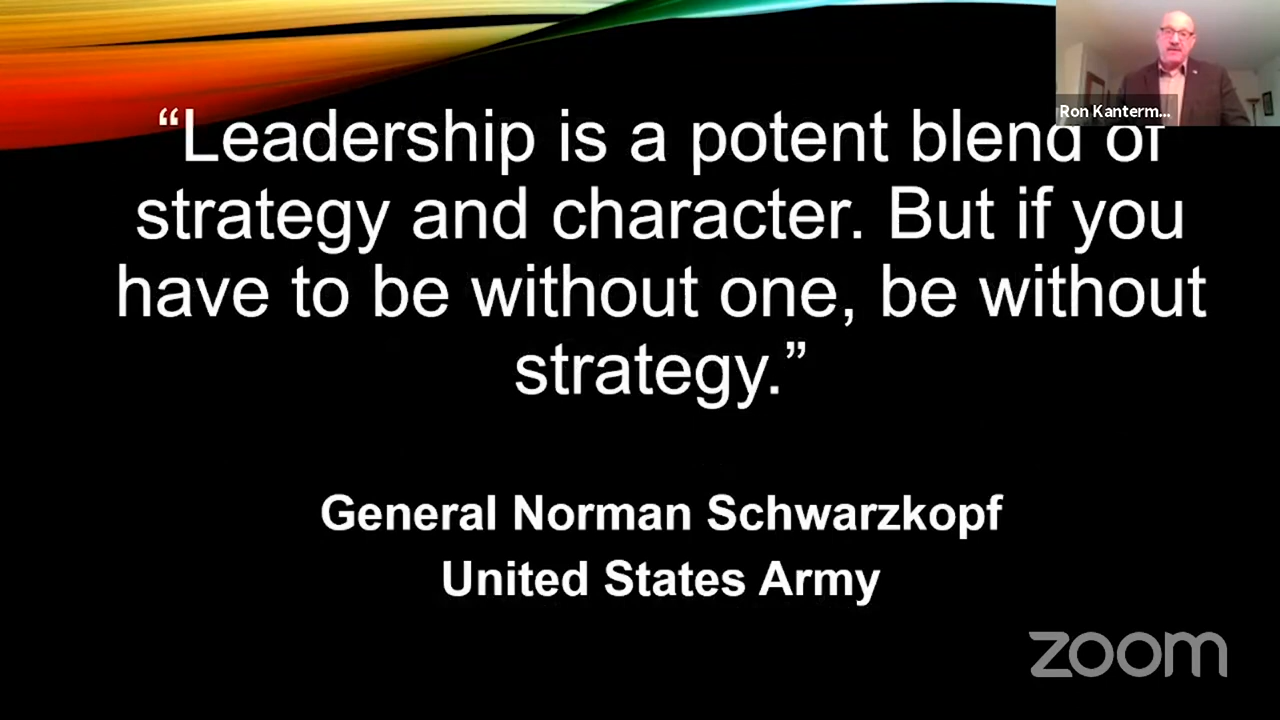 Ron Kanterm...
“Leadership is a potent blend of
strategy and character. But if you
have to be without one, be without
strategy.”
General Norman Schwarzkopf
United States Army
zoom